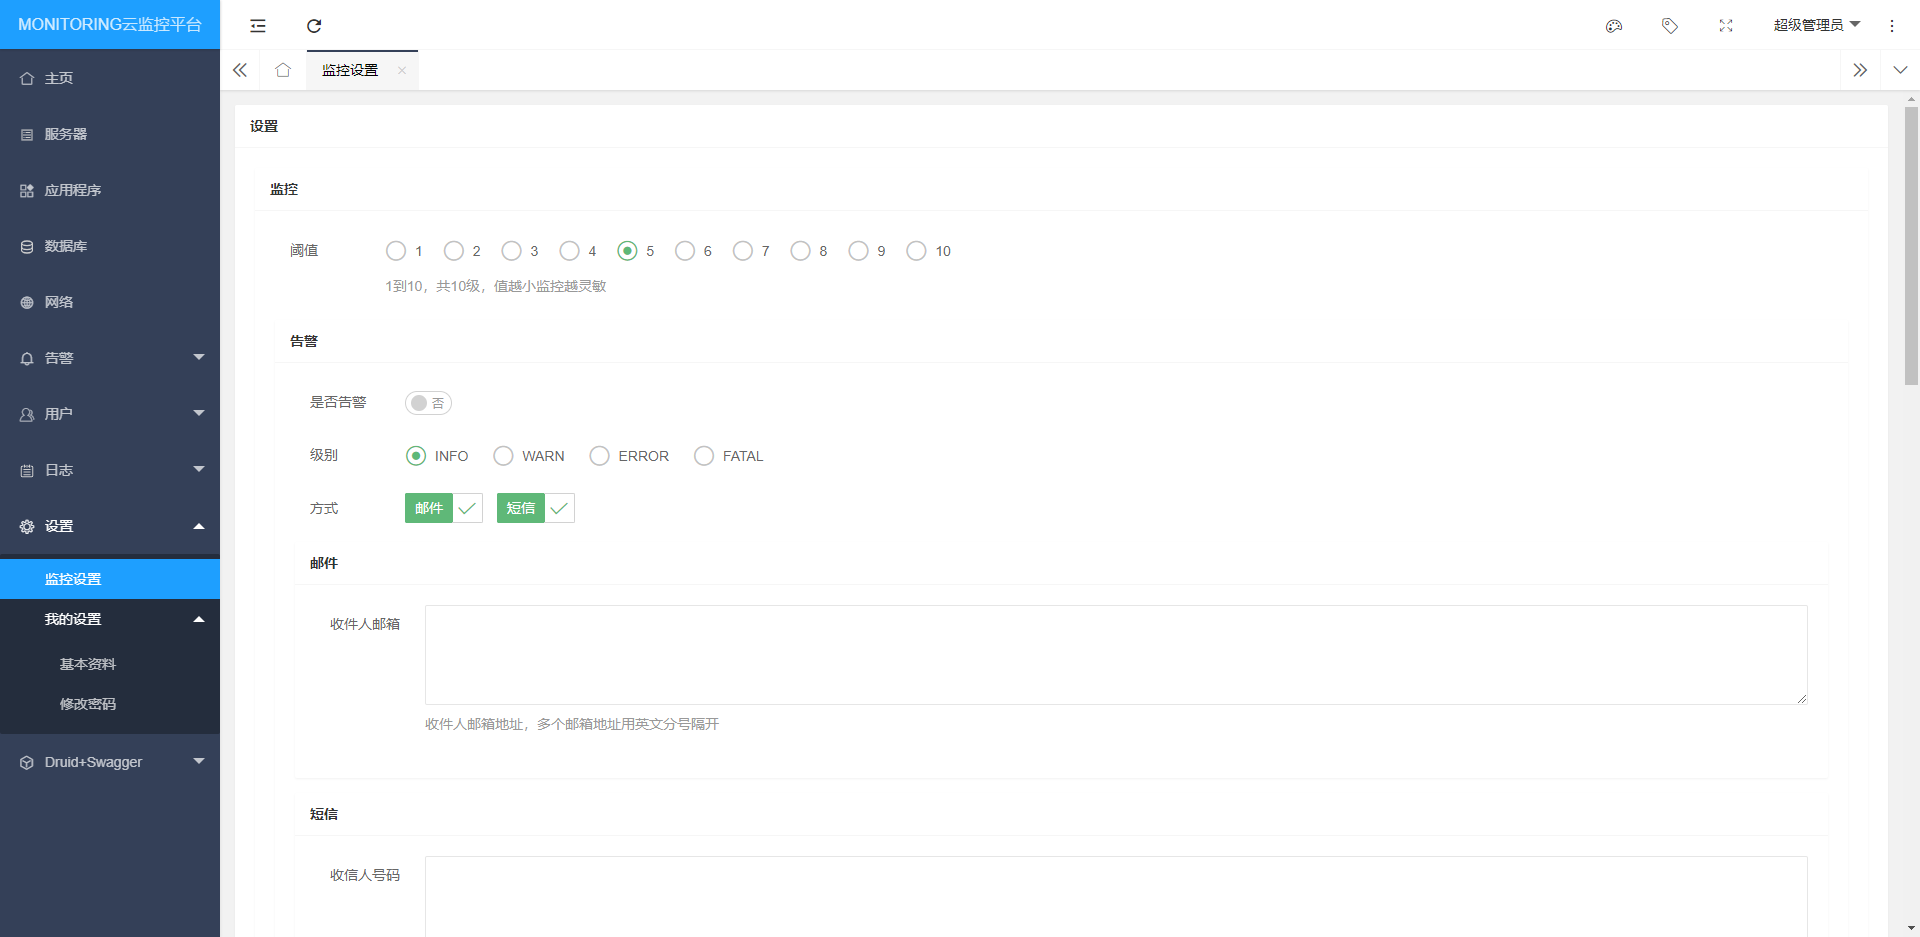 MONITORING云监控平台
超级管理员
主页
服务器
应用程序
数据库
网络
告警
用户
日志
设置
监控设置
我的设置
基本资料
修改密码
Druid+Swagger
监控设置
设置
监控
阈值
1 2 3 4 5 6 7 8 9 10
1到10，共10级，值越小监控越灵敏
告警
是否告警 否
级别 INFO WARN ERROR FATAL
方式 邮件 短信
邮件
收件人邮箱
收件人邮箱地址，多个邮箱地址用英文分号隔开
短信
收信人号码